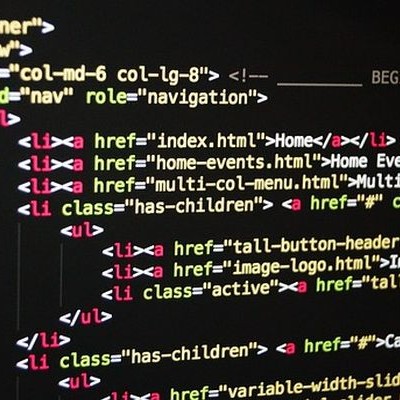 ner">
w">
="col-md-6 col-lg-8"> <!-- __________ BEG
d="nav" role="navigation">
l>
<li><a href="index.html">Home</a></li>
<li><a href="home-events.html">Home Eve
<li><a href="multi-col-menu.html">Multi
<li class="has-children"> <a href="#" c
<ul>
<li><a href="tall-button-header
<li><a href="image-logo.html">I
<li class="active"><a href="tal
</ul>
</li>
<li class="has-children"> <a href="#">Ca
<ul>
<li><a href="variable-width-slid